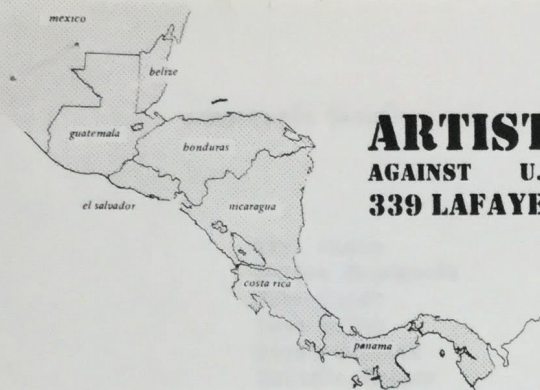 mexico
belize
guatemala
honduras
el salvador
nicaragua
costa rica
panama
ARTIST
AGAINST U.
339 LAFAYE